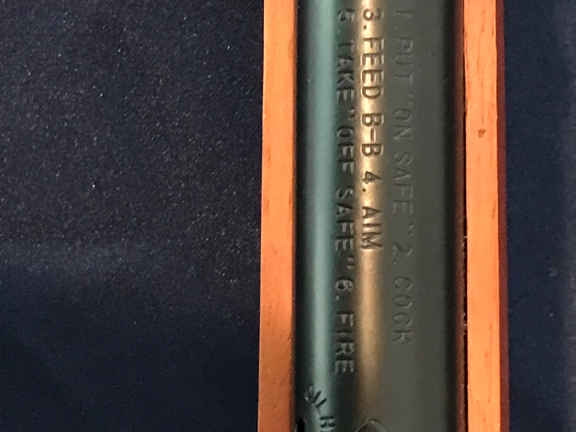 1. PUT "ON SAFE" 2. COCK
3. FEED B-B 4. AIM
5 TAKE "OFF SAFE" 6. FIRE